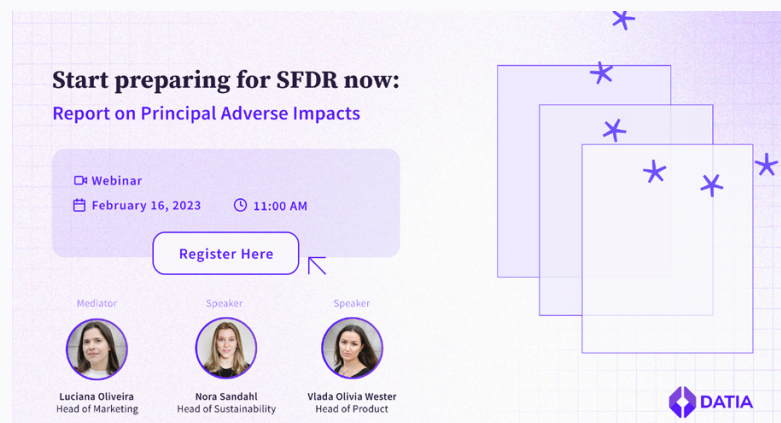 Start preparing for SFDR now:
Report on Principal Adverse Impacts
Webinar
February 16, 2023
11:00 AM
Register Here
Mediator
Speaker
Speaker
Luciana Oliveira
Head of Marketing
Nora Sandahl
Head of Sustainability
Vlada Olivia Wester
Head of Product
DATIA